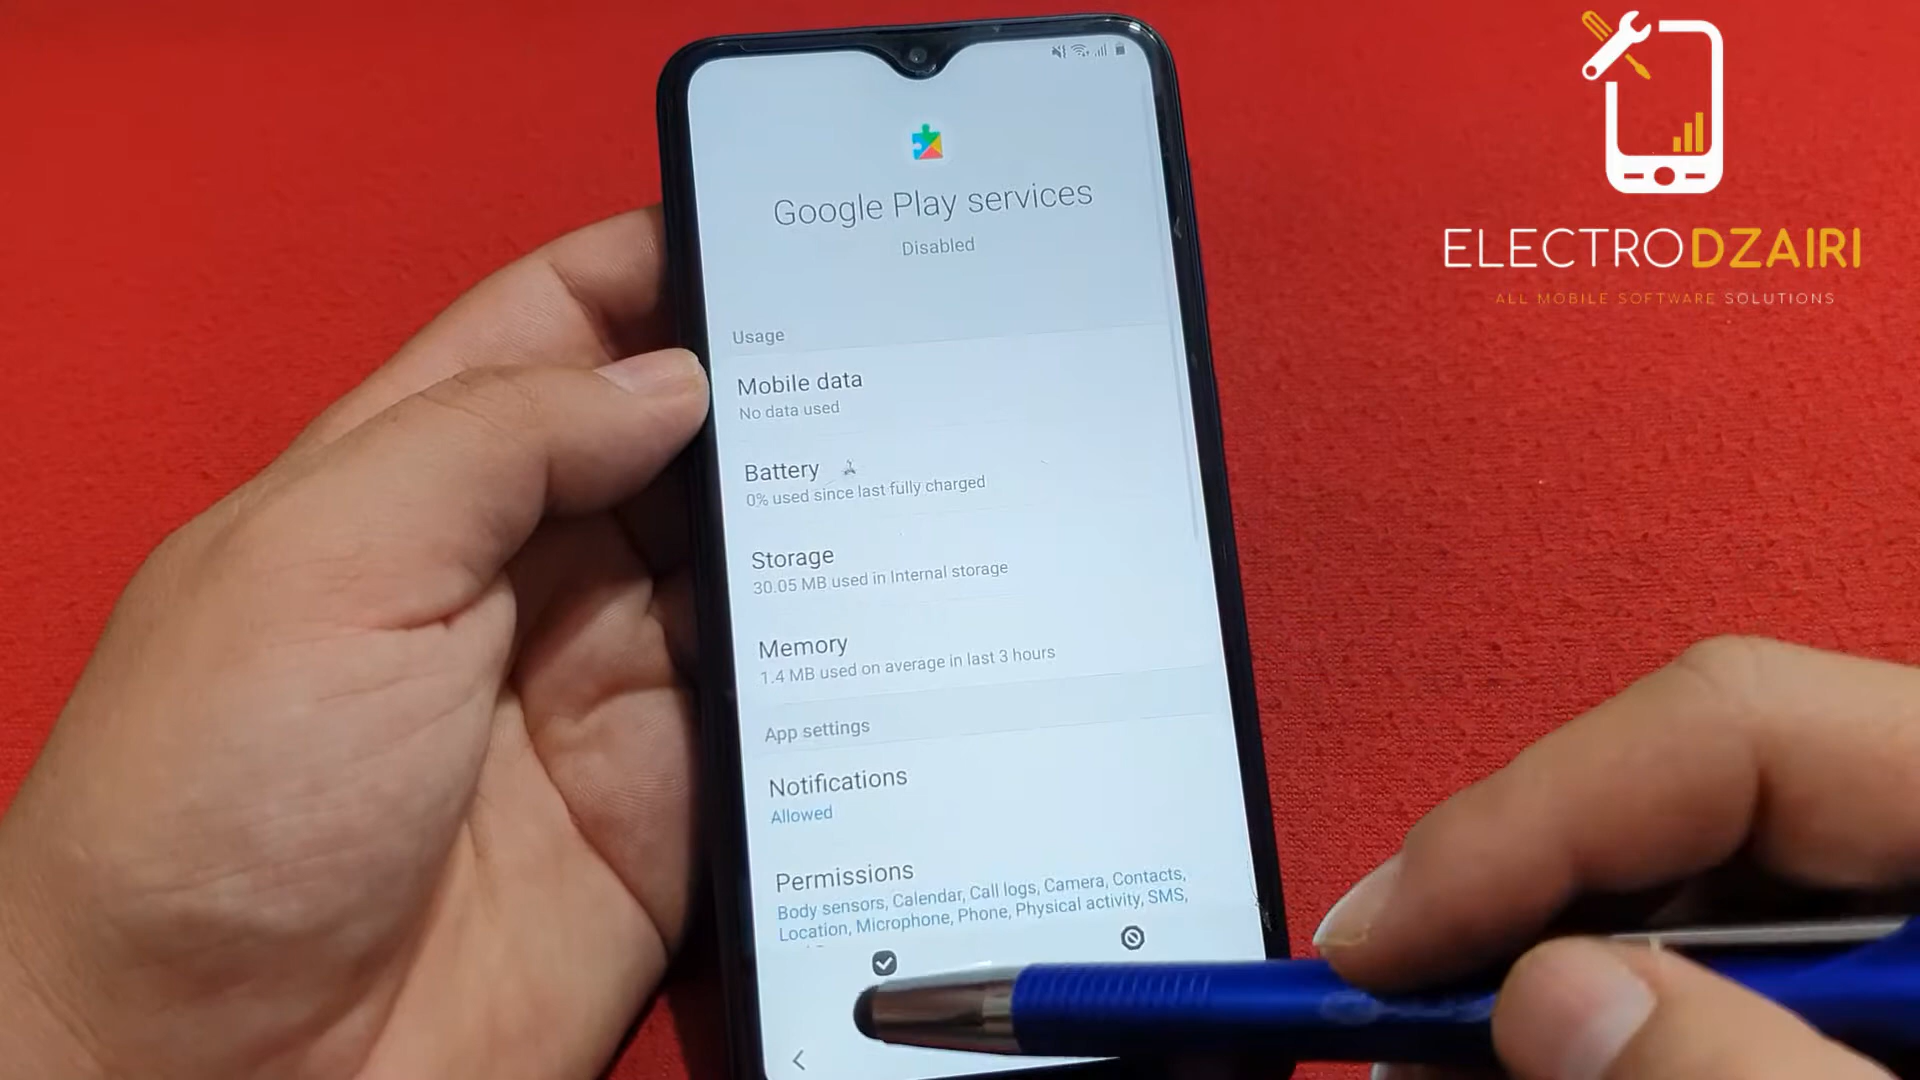 Google Play services
Disabled
Usage
Mobile data
No data used
Battery
0% used since last fully charged
Storage
30.05 MB used in Internal storage
Memory
1.4 MB used on average in last 3 hours
App settings
Notifications
Allowed
Permissions
Body sensors, Calendar, Call logs, Camera, Contacts,
Location, Microphone, Phone, Physical activity, SMS,
ELECTRODZAIRI
ALL MOBILE SOFTWARE SOLUTIONS